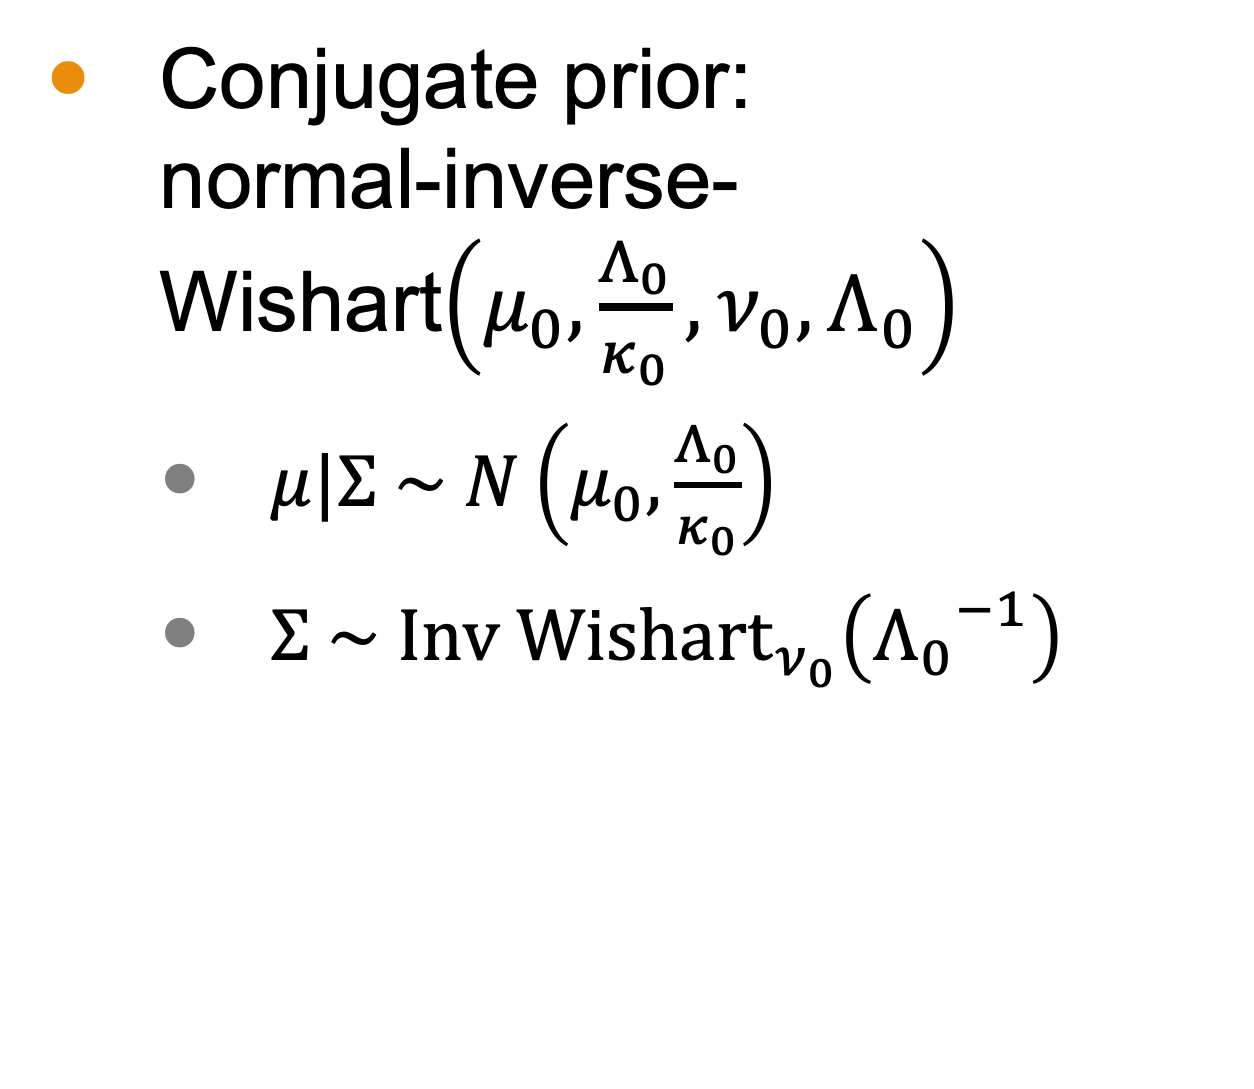 • Conjugate prior:
normal-inverse-
Wishart(μ₀, Λ₀/κ₀, ν₀, Λ₀)
• μ|Σ ~ N(μ₀, Λ₀/κ₀)
• Σ ~ Inv Wishart_ν₀(Λ₀⁻¹)